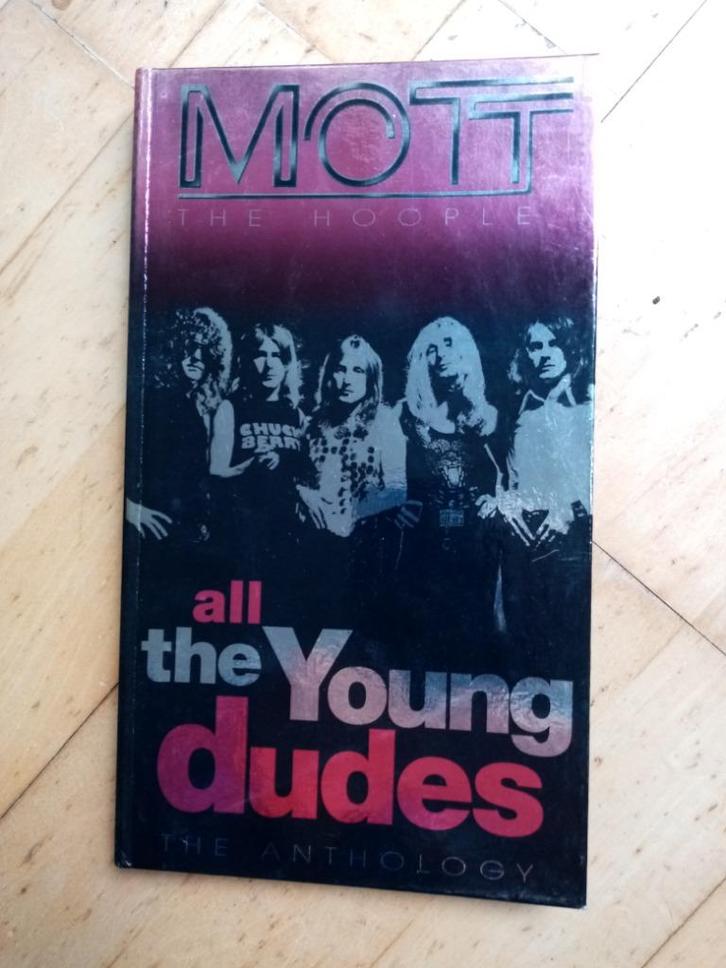 MOTT
THE HOOPLE
CHUCK
BERRY
all
the Young
dudes
THE ANTHOLOGY